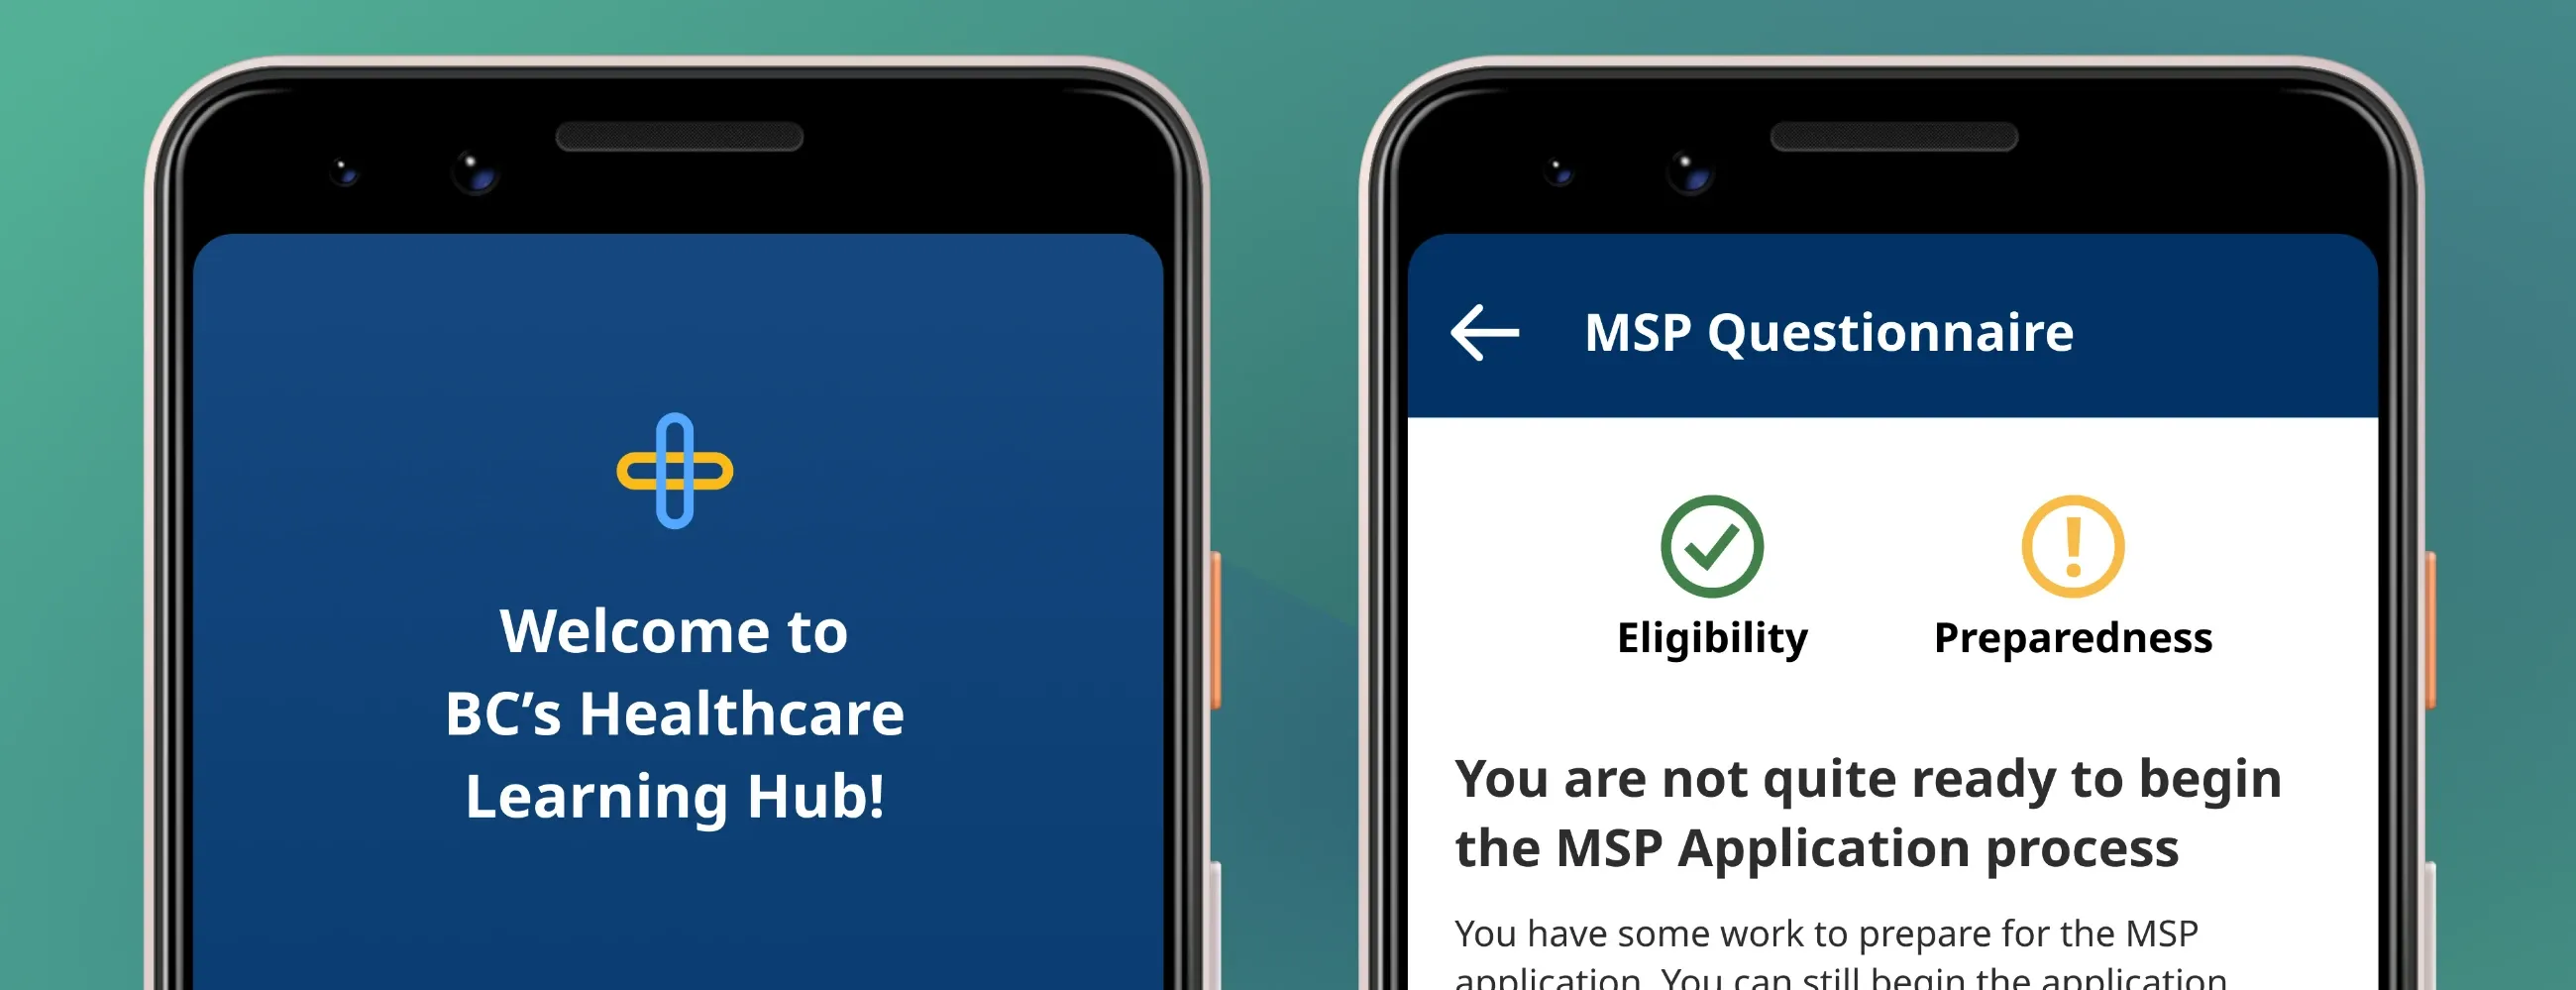 Welcome to
BC’s Healthcare
Learning Hub!
MSP Questionnaire
Eligibility
Preparedness
You are not quite ready to begin
the MSP Application process
You have some work to prepare for the MSP
application. You can still begin the application